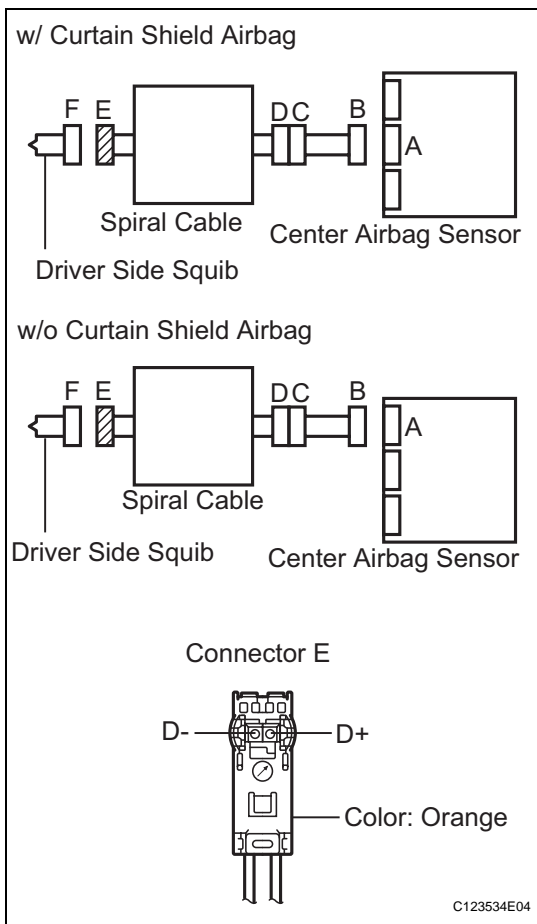 w/ Curtain Shield Airbag
F E D C B
A
Spiral Cable
Center Airbag Sensor
Driver Side Squib
w/o Curtain Shield Airbag
F E D C B
A
Spiral Cable
Driver Side Squib
Center Airbag Sensor
Connector E
D- D+
Color: Orange
C123534E04